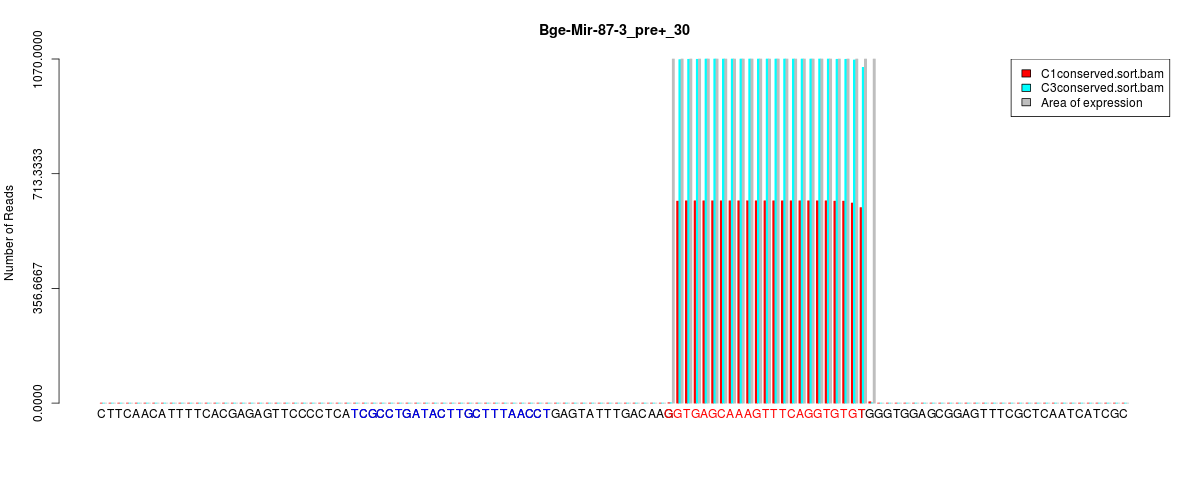 Bge-Mir-87-3_pre+_30
1070.0000
713.3333
356.6667
0.0000
Number of Reads
C1conserved.sort.bam
C3conserved.sort.bam
Area of expression
CTTCAACATTTTCACGAGAGTTCCCCTCATCGCCTGATACTTGCTTTAACCTGAGTATTTGACAAGGTGAGCAAAGTTTCAGGTGTGTGGGTGGAGCGGAGTTTCGCTCAATCATCGC